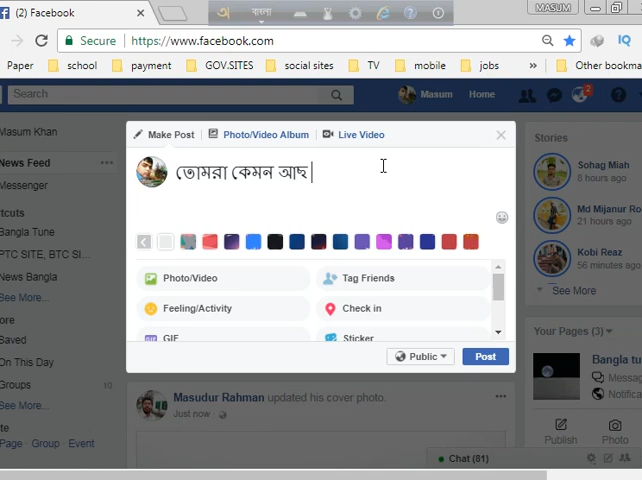 (2) Facebook
MASUM
অ বাংলা
Secure https://www.facebook.com
IQ
Paper school payment GOV.SITES social sites TV mobile jobs » Other bookma
Search Masum Home 2
Masum Khan
News Feed
Messenger
rtcuts
Bangla Tune
PTC SITE, BTC SI...
News Bangla
See More...
ore
Saved
On This Day
Groups 10
See More...
Page · Group · Event
Make Post Photo/Video Album Live Video
তোমরা কেমন আছ
Photo/Video Tag Friends
Feeling/Activity Check in
GIF Sticker
Public Post
Masudur Rahman updated his cover photo.
Just now
Stories
Sohag Miah
8 hours ago
Md Mijanur R
21 hours ago
Kobi Reaz
56 minutes ago
See More
Your Pages (3)
Bangla tu
Messag
Notifica
Publish Photo
Chat (81)